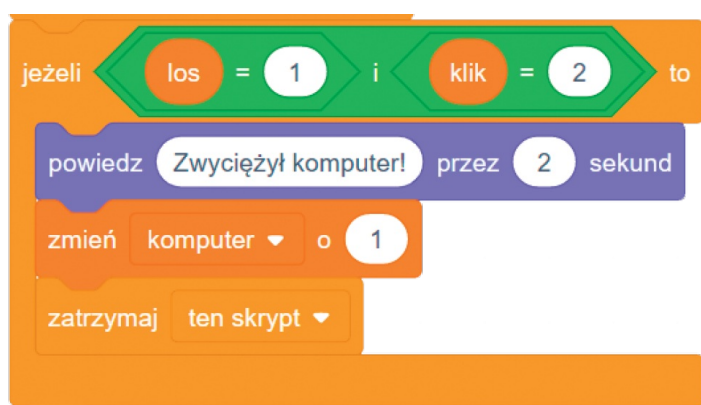 jeżeli los = 1 i klik = 2 to
powiedz Zwyciężył komputer! przez 2 sekund
zmień komputer o 1
zatrzymaj ten skrypt